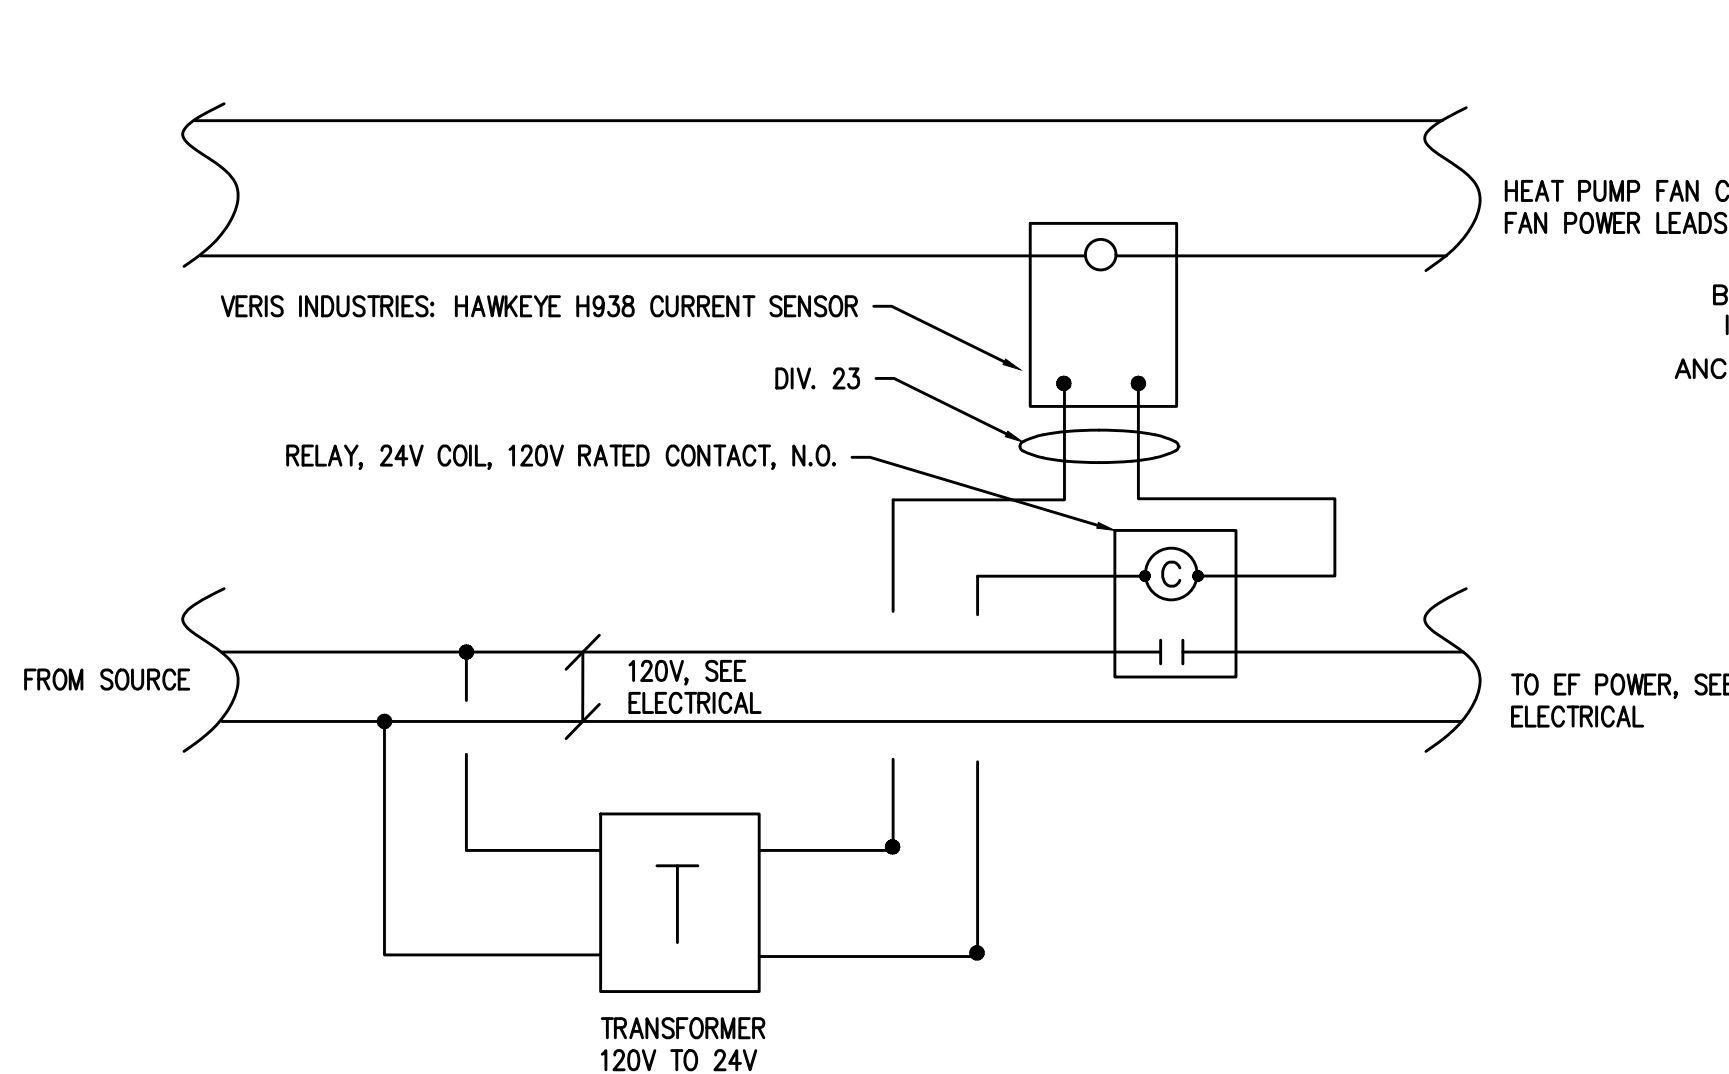 HEAT PUMP FAN C
FAN POWER LEADS
VERIS INDUSTRIES: HAWKEYE H938 CURRENT SENSOR
DIV. 23
ANC
RELAY, 24V COIL, 120V RATED CONTACT, N.O.
C
FROM SOURCE
120V, SEE
ELECTRICAL
TO EF POWER, SEE
ELECTRICAL
T
TRANSFORMER
120V TO 24V